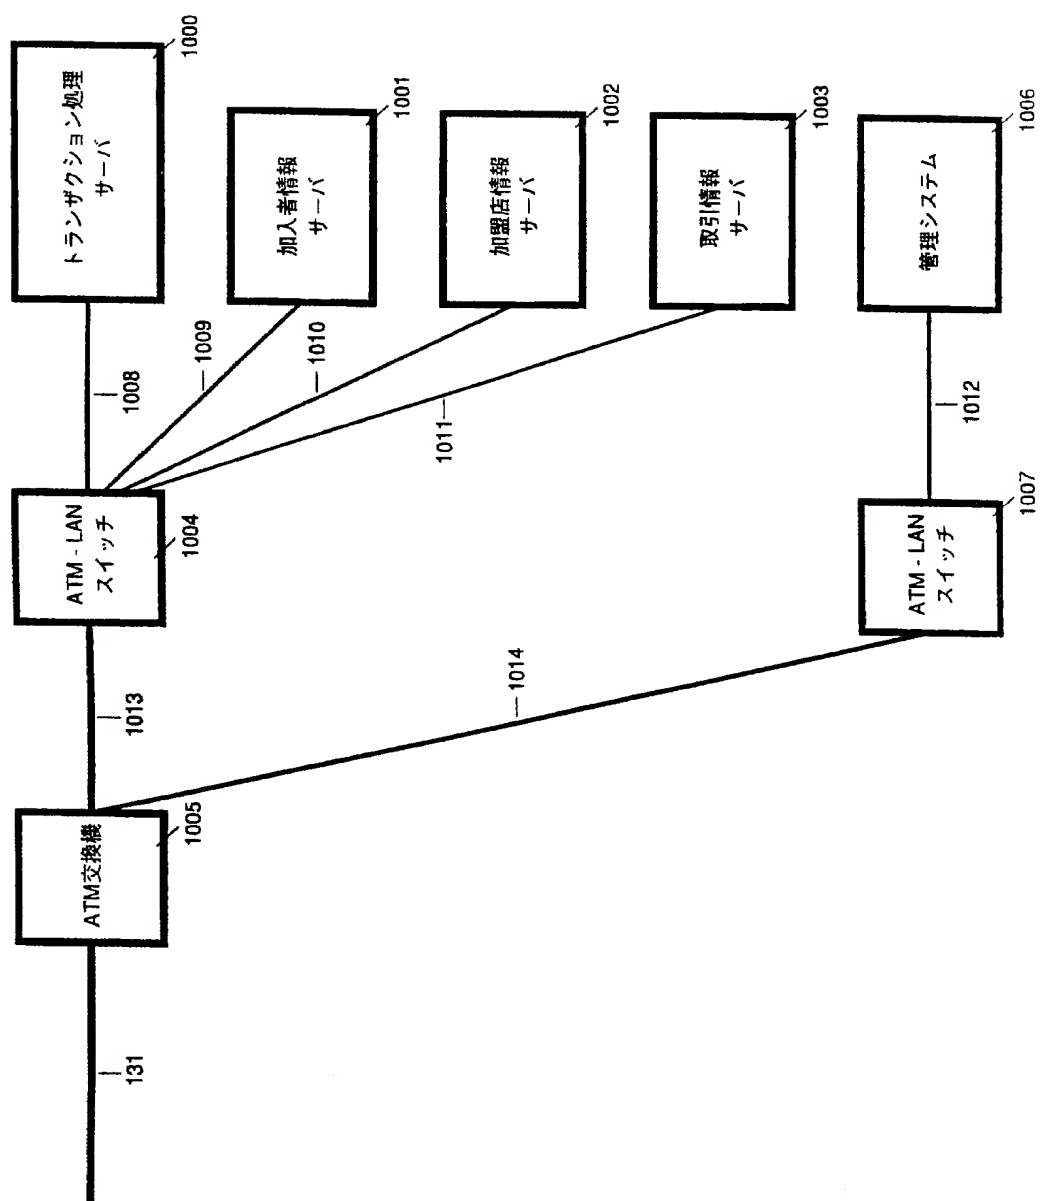 トランザクション処理
サーバ
1000
加入者情報
サーバ
1001
加盟店情報
サーバ
1002
取引情報
サーバ
1003
管理システム
1006
1008
1009
1010
1011
1012
ATM - LAN
スイッチ
1004
ATM - LAN
スイッチ
1007
1013
1014
ATM交換機
1005
131